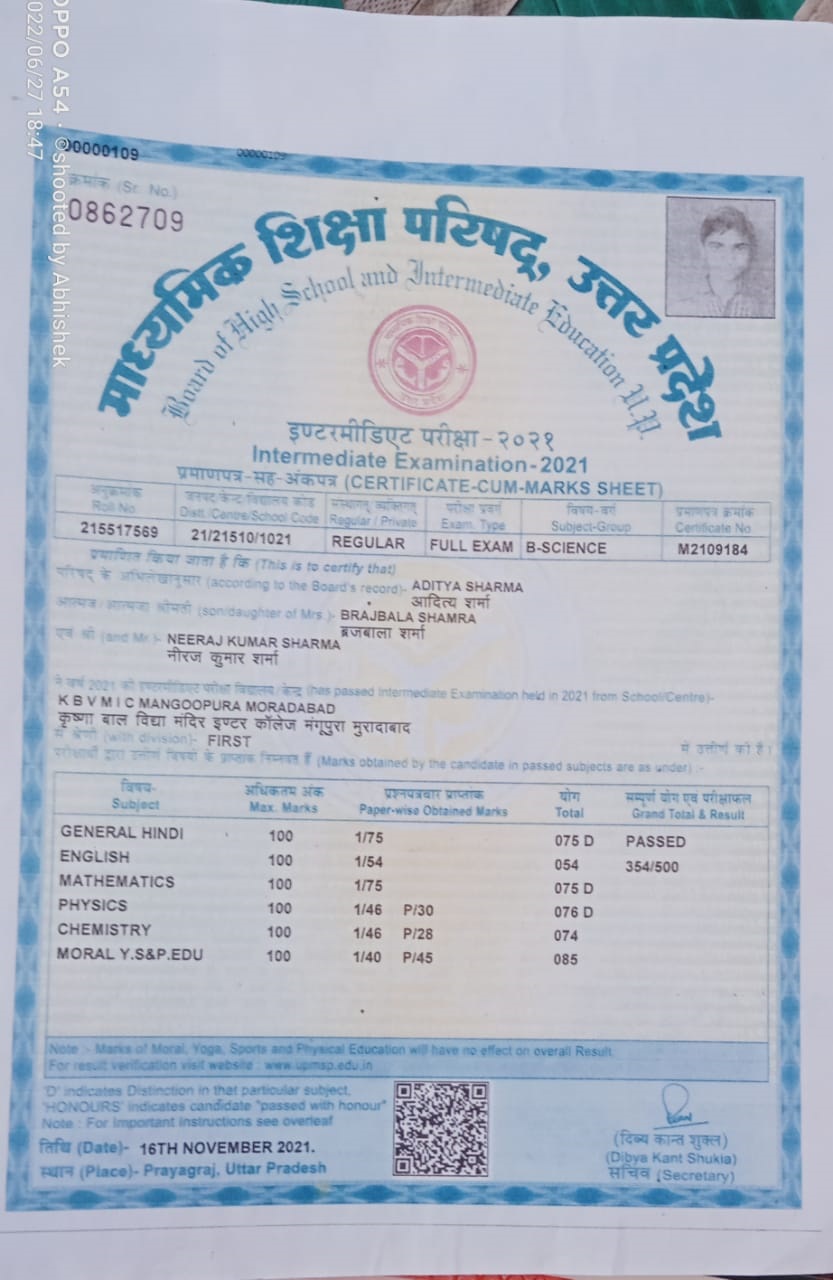 OPPO A54 · ©shooted by Abhishek
2022/06/27 18:47
00000109
00000109
क्रमांक (Sr. No.)
0862709
माध्यमिक शिक्षा परिषद्, उत्तर प्रदेश
Board of High School and Intermediate Education U.P.
इण्टरमीडिएट परीक्षा-२०२१
Intermediate Examination-2021
प्रमाणपत्र-सह-अंकपत्र (CERTIFICATE-CUM-MARKS SHEET)
अनुक्रमांक जनपद/केन्द्र/विद्यालय कोड संस्थागत/व्यक्तिगत परीक्षा प्रकार विषय-वर्ग प्रमाणपत्र क्रमांक
Roll No. Distt./Centre/School Code Regular / Private Exam. Type Subject-Group Certificate No.
215517569 21/21510/1021 REGULAR FULL EXAM B-SCIENCE M2109184
प्रमाणित किया जाता है कि (This is to certify that)
परिषद के अभिलेखानुसार (according to the Board's record)- ADITYA SHARMA
आदित्य शर्मा
आत्मज/आत्मजा श्रीमती (son/daughter of Mrs.)- BRAJBALA SHAMRA
ब्रजबाला शर्मा
एवं श्री (and Mr.)- NEERAJ KUMAR SHARMA
नीरज कुमार शर्मा
ने वर्ष 2021 की इण्टरमीडिएट परीक्षा विद्यालय/केन्द्र (has passed Intermediate Examination held in 2021 from School/Centre)-
K B V M I C MANGOOPURA MORADABAD
कृष्णा बाल विद्या मंदिर इण्टर कॉलेज मंगूपुरा मुरादाबाद
में श्रेणी (with division)- FIRST में उत्तीर्ण की है।
परीक्षार्थी द्वारा उत्तीर्ण विषयों के प्राप्तांक निम्नवत हैं (Marks obtained by the candidate in passed subjects are as under) :-
विषय- अधिकतम अंक प्रश्नपत्रवार प्राप्तांक योग सम्पूर्ण योग एवं परीक्षाफल
Subject Max. Marks Paper-wise Obtained Marks Total Grand Total & Result
GENERAL HINDI 100 1/75 075 D PASSED
ENGLISH 100 1/54 054 354/500
MATHEMATICS 100 1/75 075 D
PHYSICS 100 1/46 P/30 076 D
CHEMISTRY 100 1/46 P/28 074
MORAL Y.S&P.EDU 100 1/40 P/45 085
Note :- Marks of Moral, Yoga, Sports and Physical Education will have no effect on overall Result.
For result verification visit website : www.upmsp.edu.in
'D' indicates Distinction in that particular subject.
'HONOURS' indicates candidate "passed with honour"
Note : For Important instructions see overleaf
तिथि (Date)- 16TH NOVEMBER 2021.
स्थान (Place)- Prayagraj, Uttar Pradesh
(दिव्य कान्त शुक्ल)
(Dibya Kant Shukla)
सचिव (Secretary)